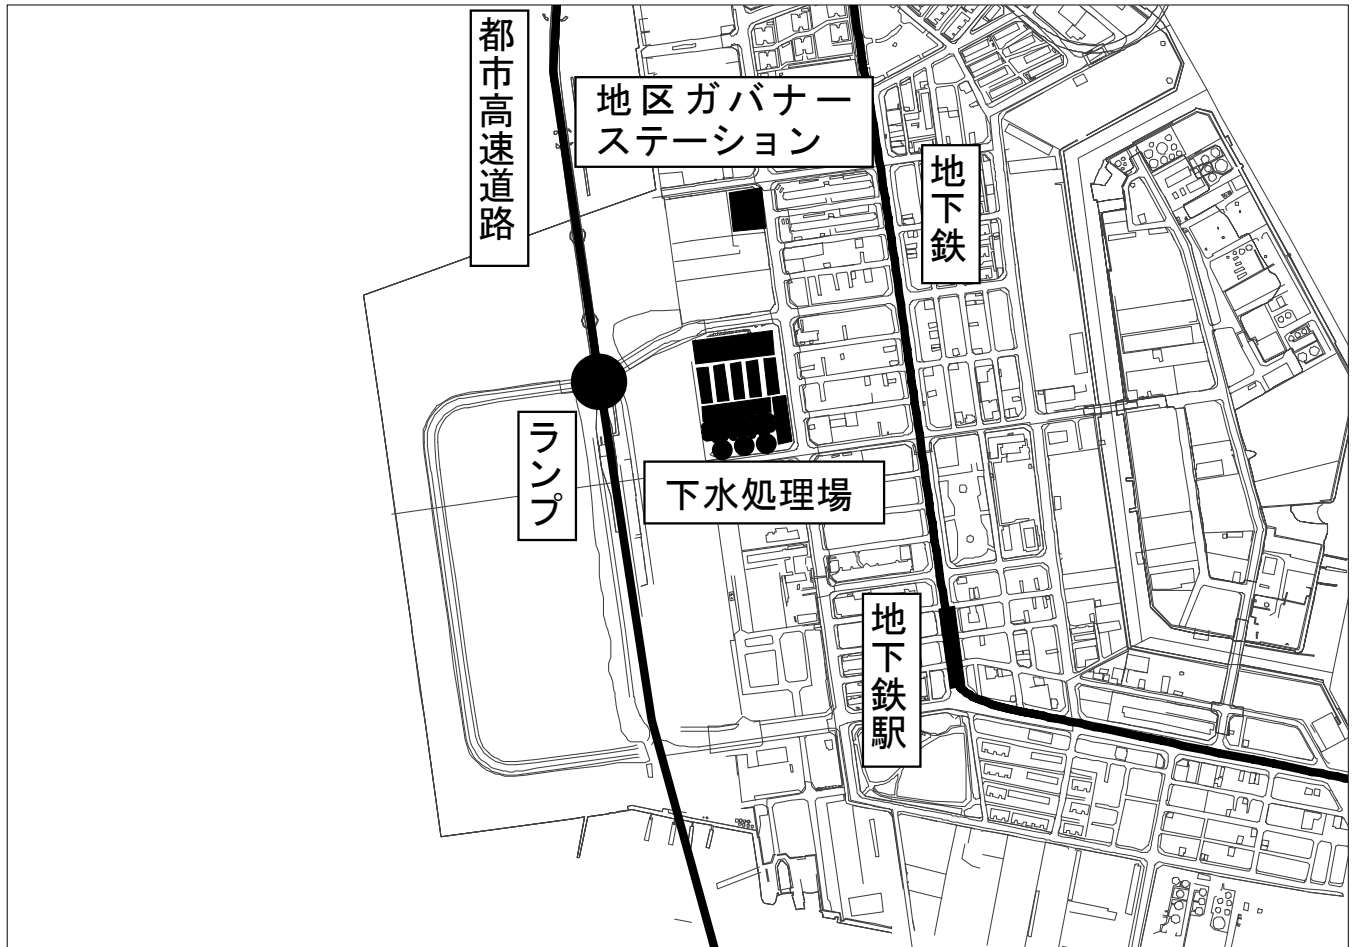 都市高速道路
地区ガバナー
ステーション
地下鉄
ランプ
下水処理場
地下鉄駅